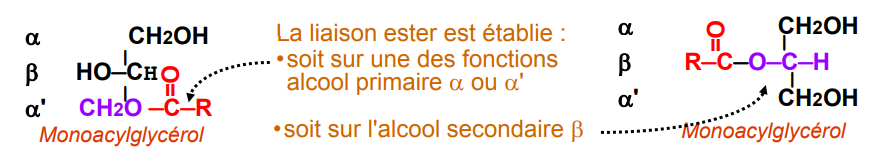 α CH2OH
β HO–CH O
α' CH2O–C–R
Monoacylglycérol
La liaison ester est établie :
•soit sur une des fonctions
alcool primaire α ou α'
•soit sur l'alcool secondaire β
α O CH2OH
β R–C–O–C–H
α' CH2OH
Monoacylglycérol